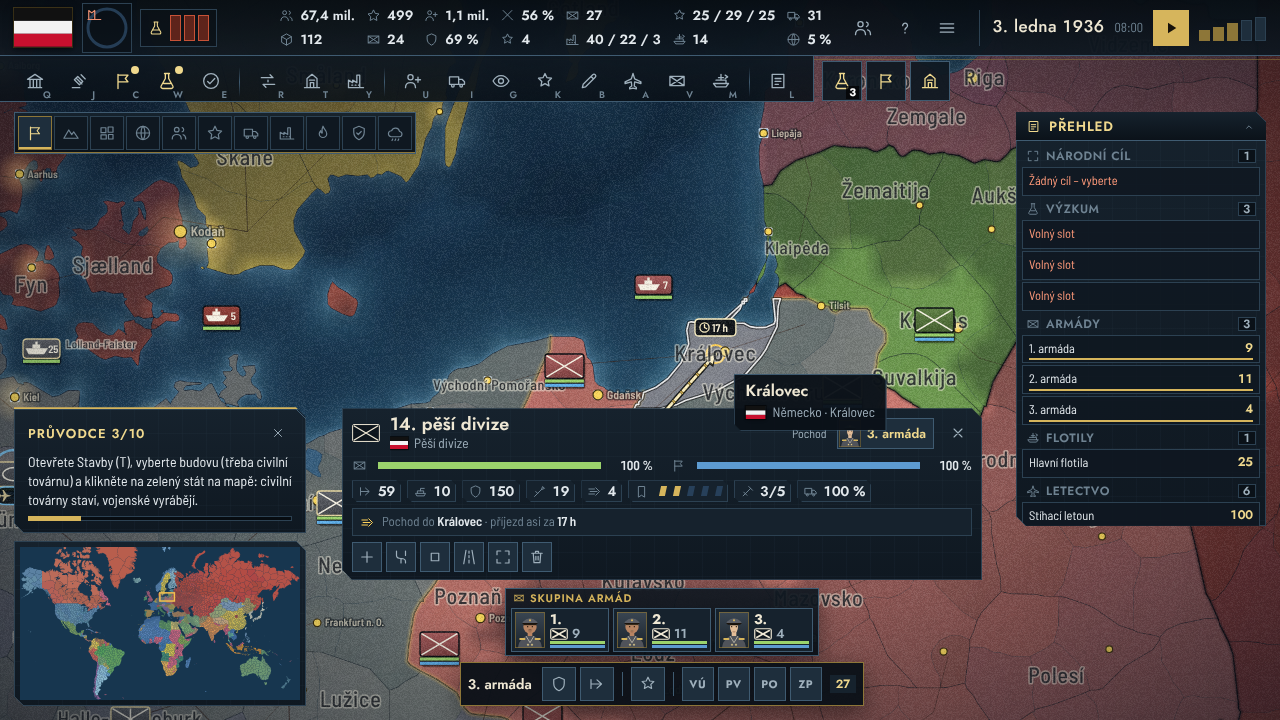 67,4 mil.
499
1,1 mil.
56 %
27
25 / 29 / 25
31
112
24
69 %
4
40 / 22 / 3
14
5 %
?
3. ledna 1936
08:00
Q
J
C
W
E
R
T
Y
U
I
G
K
B
A
V
M
L
3
Riga
Zemgale
Liepāja
Skåne
Aarhus
Kodaň
Sjælland
Fyn
Lolland-Falster
Kiel
5
25
7
Žemaitija
Klaipėda
Tilsit
Suvalkija
17 h
Královec
Východní Pomořansko
Gdaňsk
PŘEHLED
NÁRODNÍ CÍL
1
Žádný cíl – vyberte
VÝZKUM
3
Volný slot
Volný slot
Volný slot
ARMÁDY
3
1. armáda
9
2. armáda
11
3. armáda
4
FLOTILY
1
Hlavní flotila
25
LETECTVO
6
Stíhací letoun
100
Královec
Německo · Královec
PRŮVODCE 3/10
Otevřete Stavby (T), vyberte budovu (třeba civilní
továrnu) a klikněte na zelený stát na mapě: civilní
továrny staví, vojenské vyrábějí.
14. pěší divize
Pěší divize
Pochod
3. armáda
100 %
100 %
59
10
150
19
4
3/5
100 %
Pochod do Královec · příjezd asi za 17 h
Poznaň
Frankfurt n. O.
Lužice
Polesí
SKUPINA ARMÁD
1.
9
2.
11
3.
4
3. armáda
VÚ
PV
PO
ZP
27